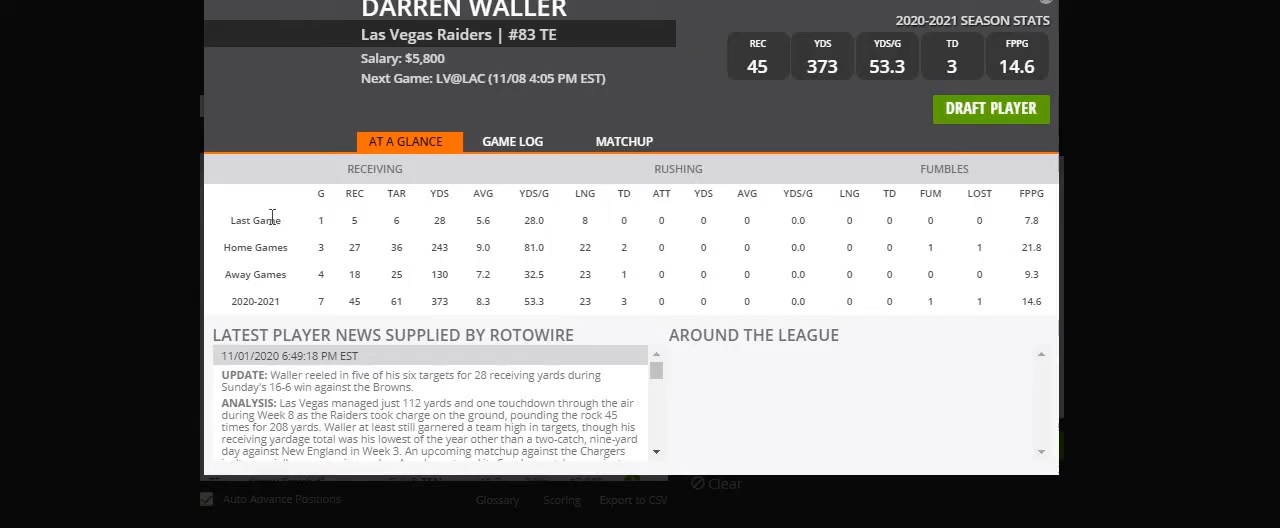 DARREN WALLER
Las Vegas Raiders | #83 TE
Salary: $5,800
Next Game: LV@LAC (11/08 4:05 PM EST)
2020-2021 SEASON STATS
REC YDS YDS/G TD FPPG
45 373 53.3 3 14.6
DRAFT PLAYER
AT A GLANCE GAME LOG MATCHUP
RECEIVING RUSHING FUMBLES
G REC TAR YDS AVG YDS/G LNG TD ATT YDS AVG YDS/G LNG TD FUM LOST FPPG
Last Game 1 5 6 28 5.6 28.0 8 0 0 0 0 0.0 0 0 0 0 7.8
Home Games 3 27 36 243 9.0 81.0 22 2 0 0 0 0.0 0 0 1 1 21.8
Away Games 4 18 25 130 7.2 32.5 23 1 0 0 0 0.0 0 0 0 0 9.3
2020-2021 7 45 61 373 8.3 53.3 23 3 0 0 0 0.0 0 0 1 1 14.6
LATEST PLAYER NEWS SUPPLIED BY ROTOWIRE
11/01/2020 6:49:18 PM EST
UPDATE: Waller reeled in five of his six targets for 28 receiving yards during
Sunday's 16-6 win against the Browns.
ANALYSIS: Las Vegas managed just 112 yards and one touchdown through the air
during Week 8 as the Raiders took charge on the ground, pounding the rock 45
times for 208 yards. Waller at least still garnered a team high in targets, though his
receiving yardage total was his lowest of the year other than a two-catch, nine-yard
day against New England in Week 3. An upcoming matchup against the Chargers
AROUND THE LEAGUE
Clear
Auto Advance Positions
Glossary Scoring Export to CSV